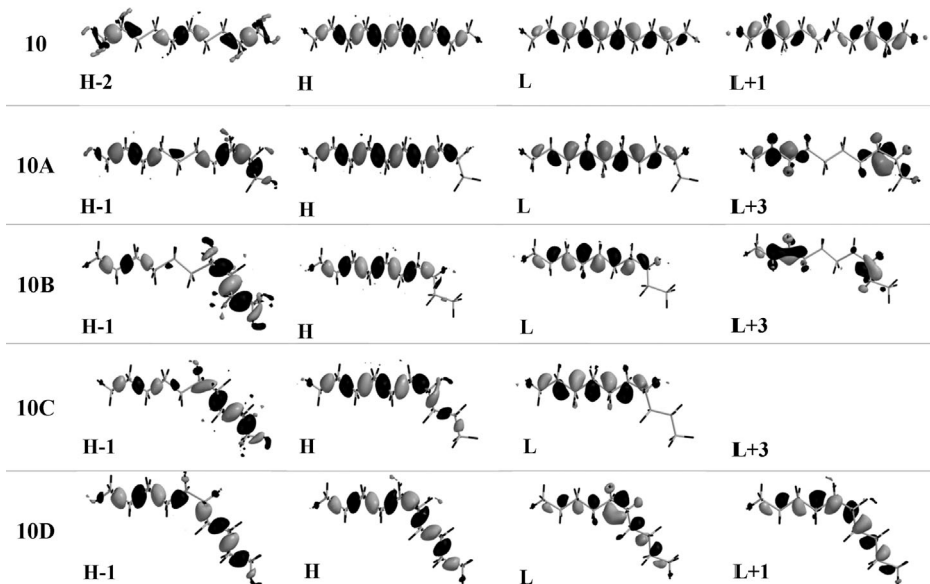 10
H-2 H L L+1
10A
H-1 H L L+3
10B
H-1 H L L+3
10C
H-1 H L L+3
10D
H-1 H L L+1